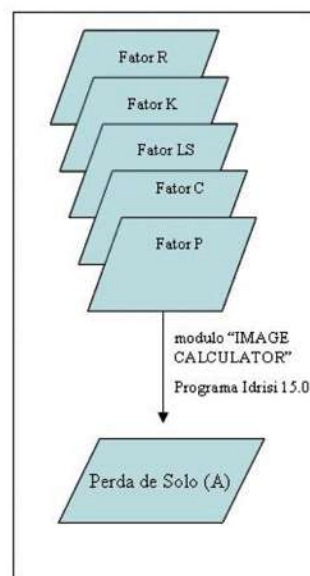 Fator R
Fator K
Fator LS
Fator C
Fator P
modulo “IMAGE
CALCULATOR”
Programa Idrisi 15.0
Perda de Solo (A)